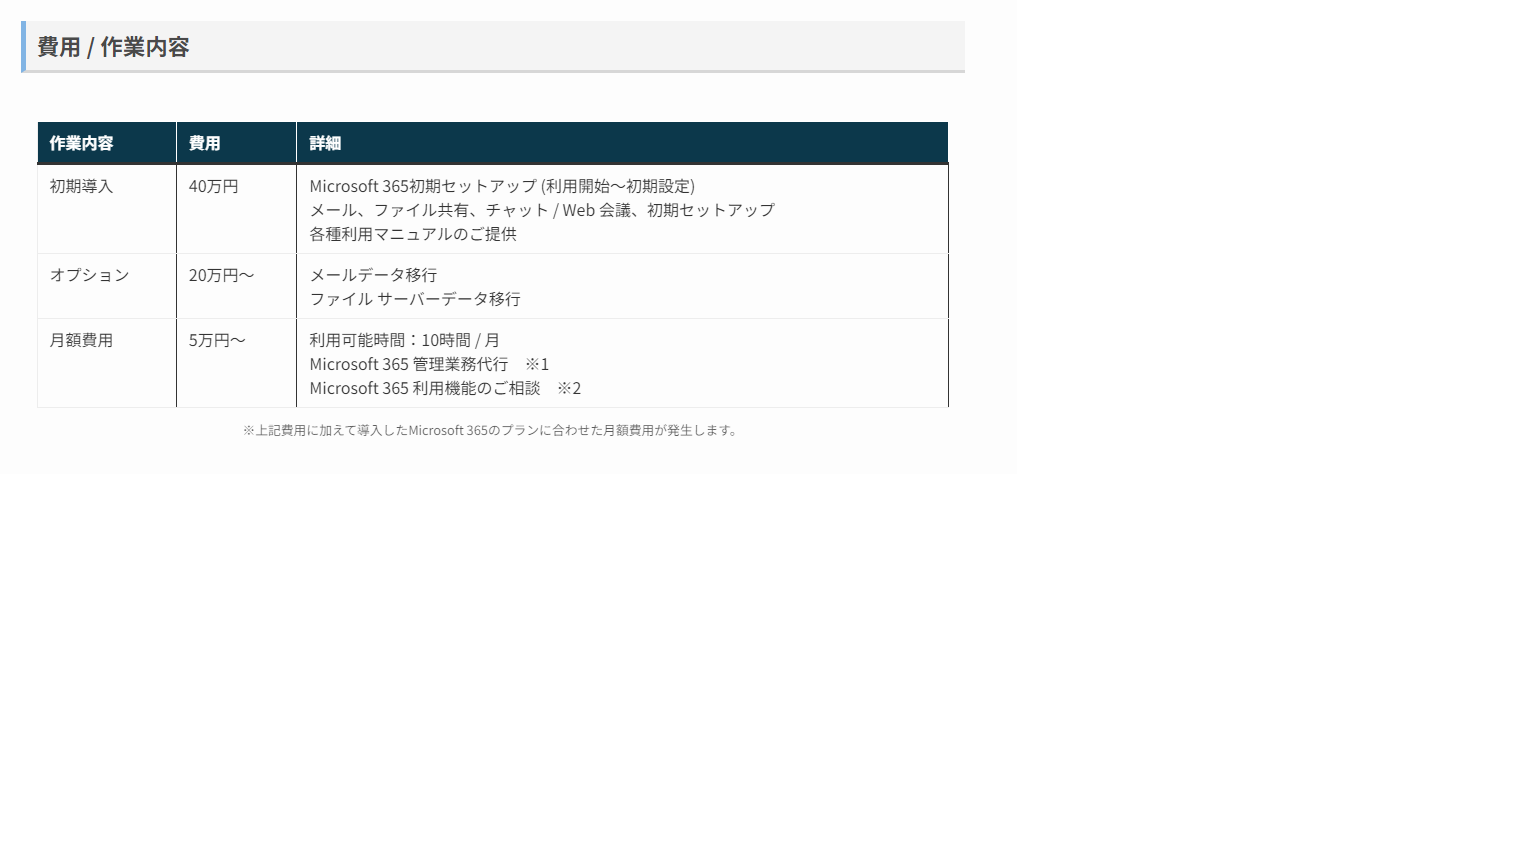 費用 / 作業内容
作業内容 費用 詳細
初期導入 40万円 Microsoft 365初期セットアップ (利用開始～初期設定)
メール、ファイル共有、チャット / Web 会議、初期セットアップ
各種利用マニュアルのご提供
オプション 20万円～ メールデータ移行
ファイル サーバーデータ移行
月額費用 5万円～ 利用可能時間：10時間 / 月
Microsoft 365 管理業務代行　※1
Microsoft 365 利用機能のご相談　※2
※上記費用に加えて導入したMicrosoft 365のプランに合わせた月額費用が発生します。